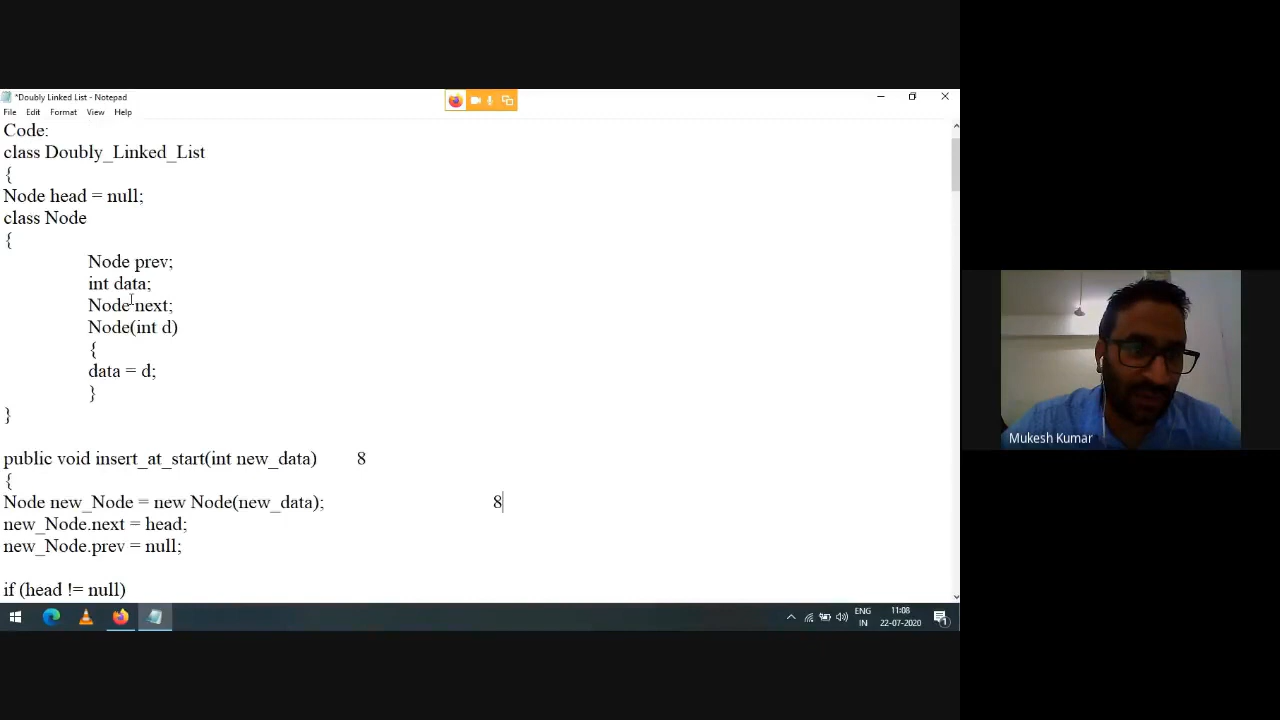 *Doubly Linked List - Notepad
File Edit Format View Help
Code:
class Doubly_Linked_List
{
Node head = null;
class Node
{
Node prev;
int data;
Node next;
Node(int d)
{
data = d;
}
}
public void insert_at_start(int new_data) 8
{
Node new_Node = new Node(new_data); 8
new_Node.next = head;
new_Node.prev = null;
if (head != null)
ENG 11:08
IN 22-07-2020
1
Mukesh Kumar